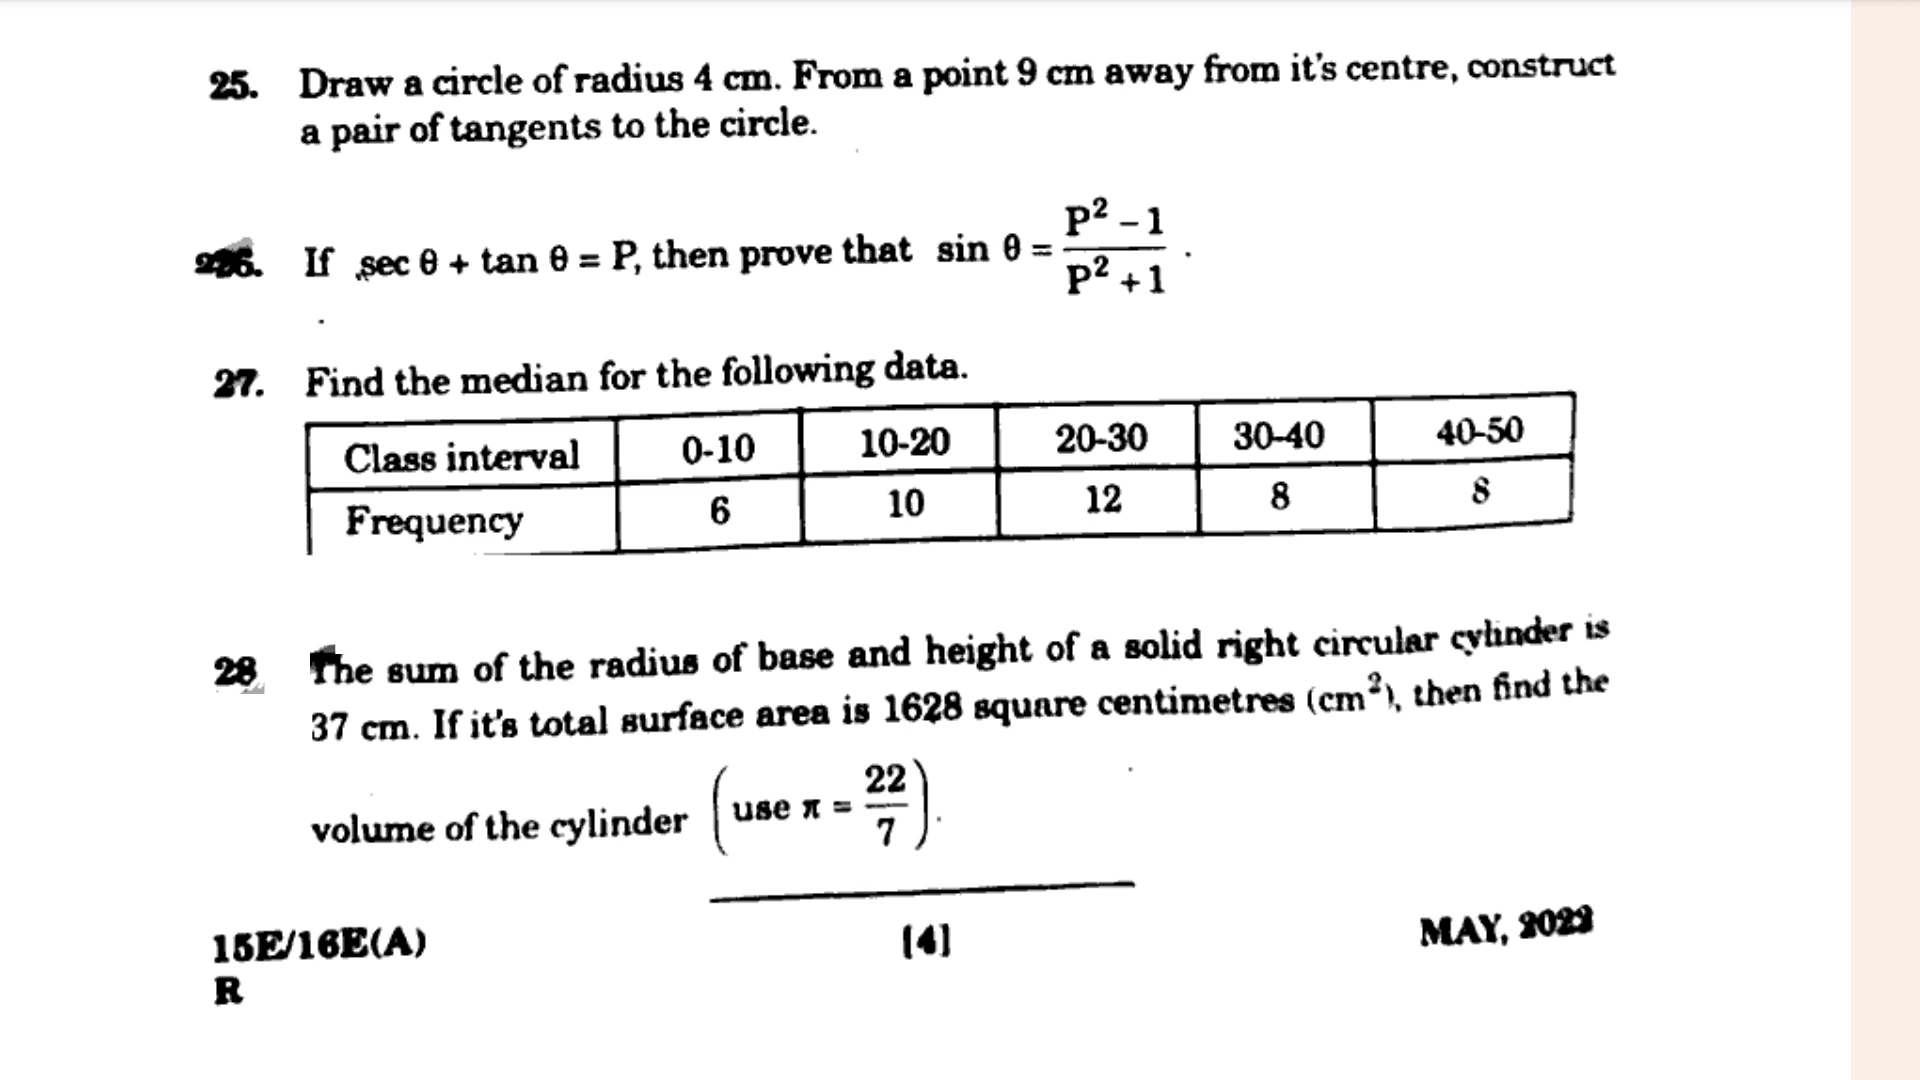 25. Draw a circle of radius 4 cm. From a point 9 cm away from it's centre, construct
a pair of tangents to the circle.
26. If sec θ + tan θ = P, then prove that sin θ = (P² – 1)/(P² + 1).
27. Find the median for the following data.
Class interval 0-10 10-20 20-30 30-40 40-50
Frequency 6 10 12 8 8
28 The sum of the radius of base and height of a solid right circular cylinder is
37 cm. If it's total surface area is 1628 square centimetres (cm²), then find the
volume of the cylinder (use π = 22/7).
15E/16E(A) [4] MAY, 2022
R